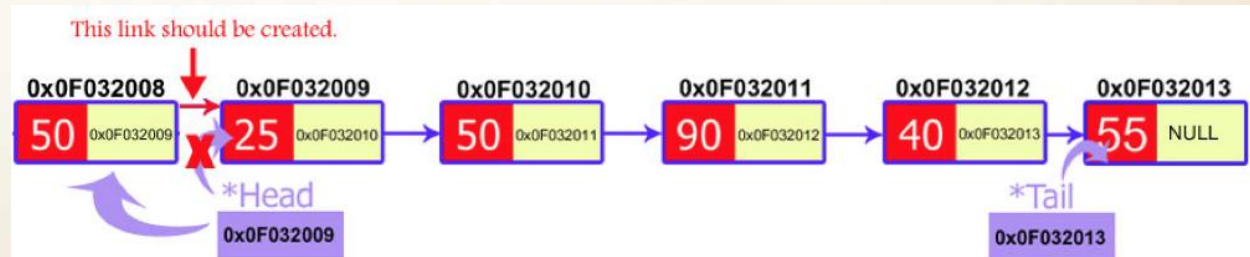 This link should be created.
0x0F032008 0x0F032009 0x0F032010 0x0F032011 0x0F032012 0x0F032013
50 0x0F032009 25 0x0F032010 50 0x0F032011 90 0x0F032012 40 0x0F032013 55 NULL
X
*Head *Tail
0x0F032009 0x0F032013